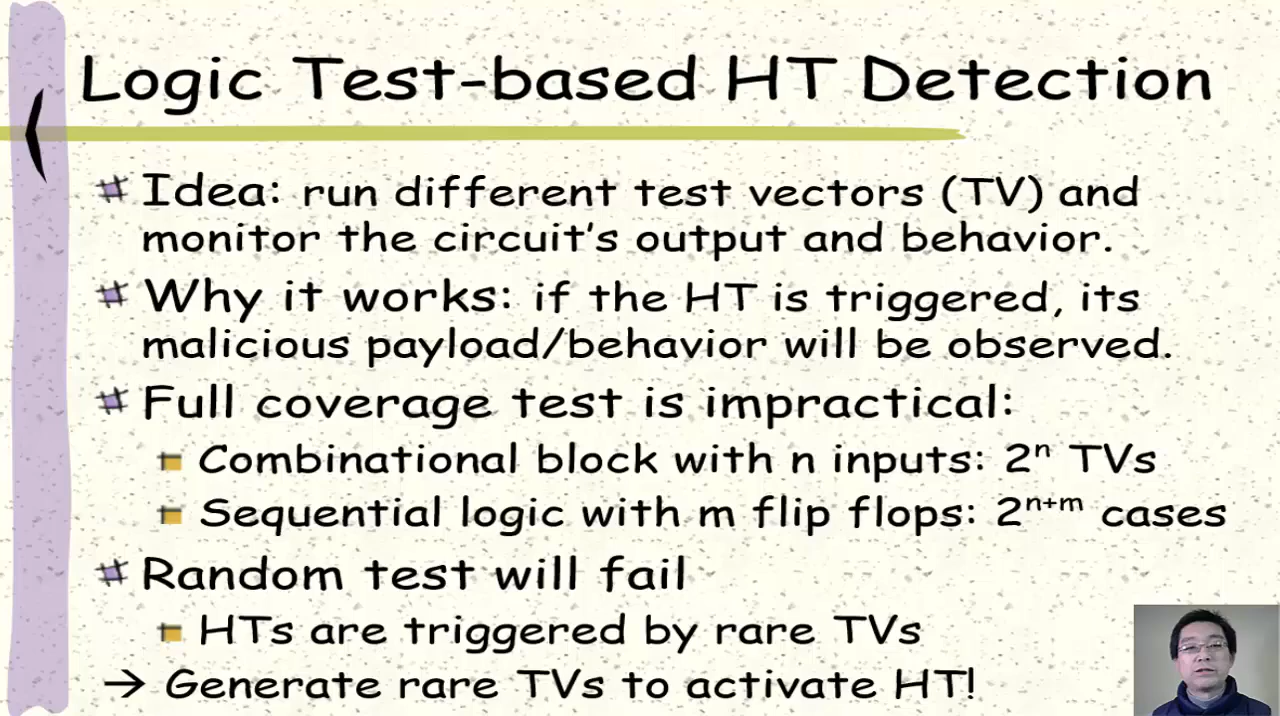 Logic Test-based HT Detection
Idea: run different test vectors (TV) and
monitor the circuit's output and behavior.
Why it works: if the HT is triggered, its
malicious payload/behavior will be observed.
Full coverage test is impractical:
Combinational block with n inputs: 2ⁿ TVs
Sequential logic with m flip flops: 2ⁿ⁺ᵐ cases
Random test will fail
HTs are triggered by rare TVs
→ Generate rare TVs to activate HT!